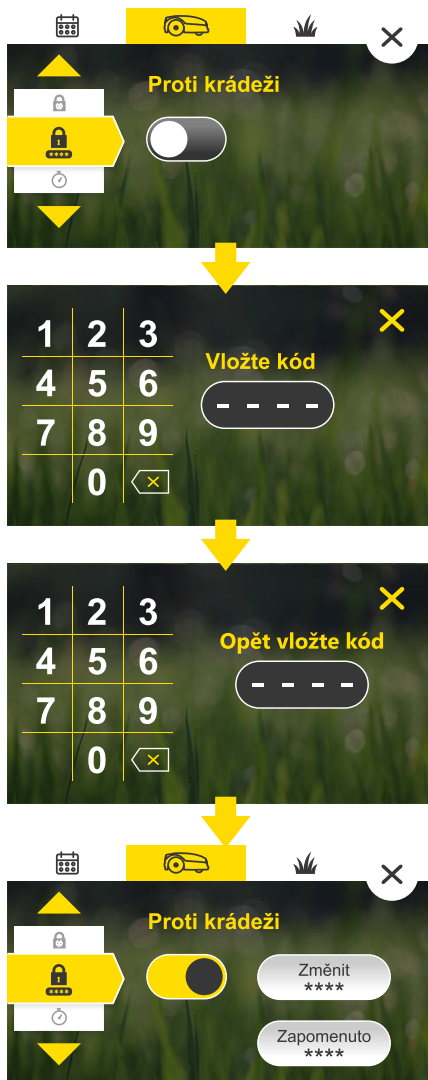 Proti krádeži
****
1 2 3
4 5 6
7 8 9
0
Vložte kód
- - - -
1 2 3
4 5 6
7 8 9
0
Opět vložte kód
- - - -
Proti krádeži
****
Změnit
****
Zapomenuto
****